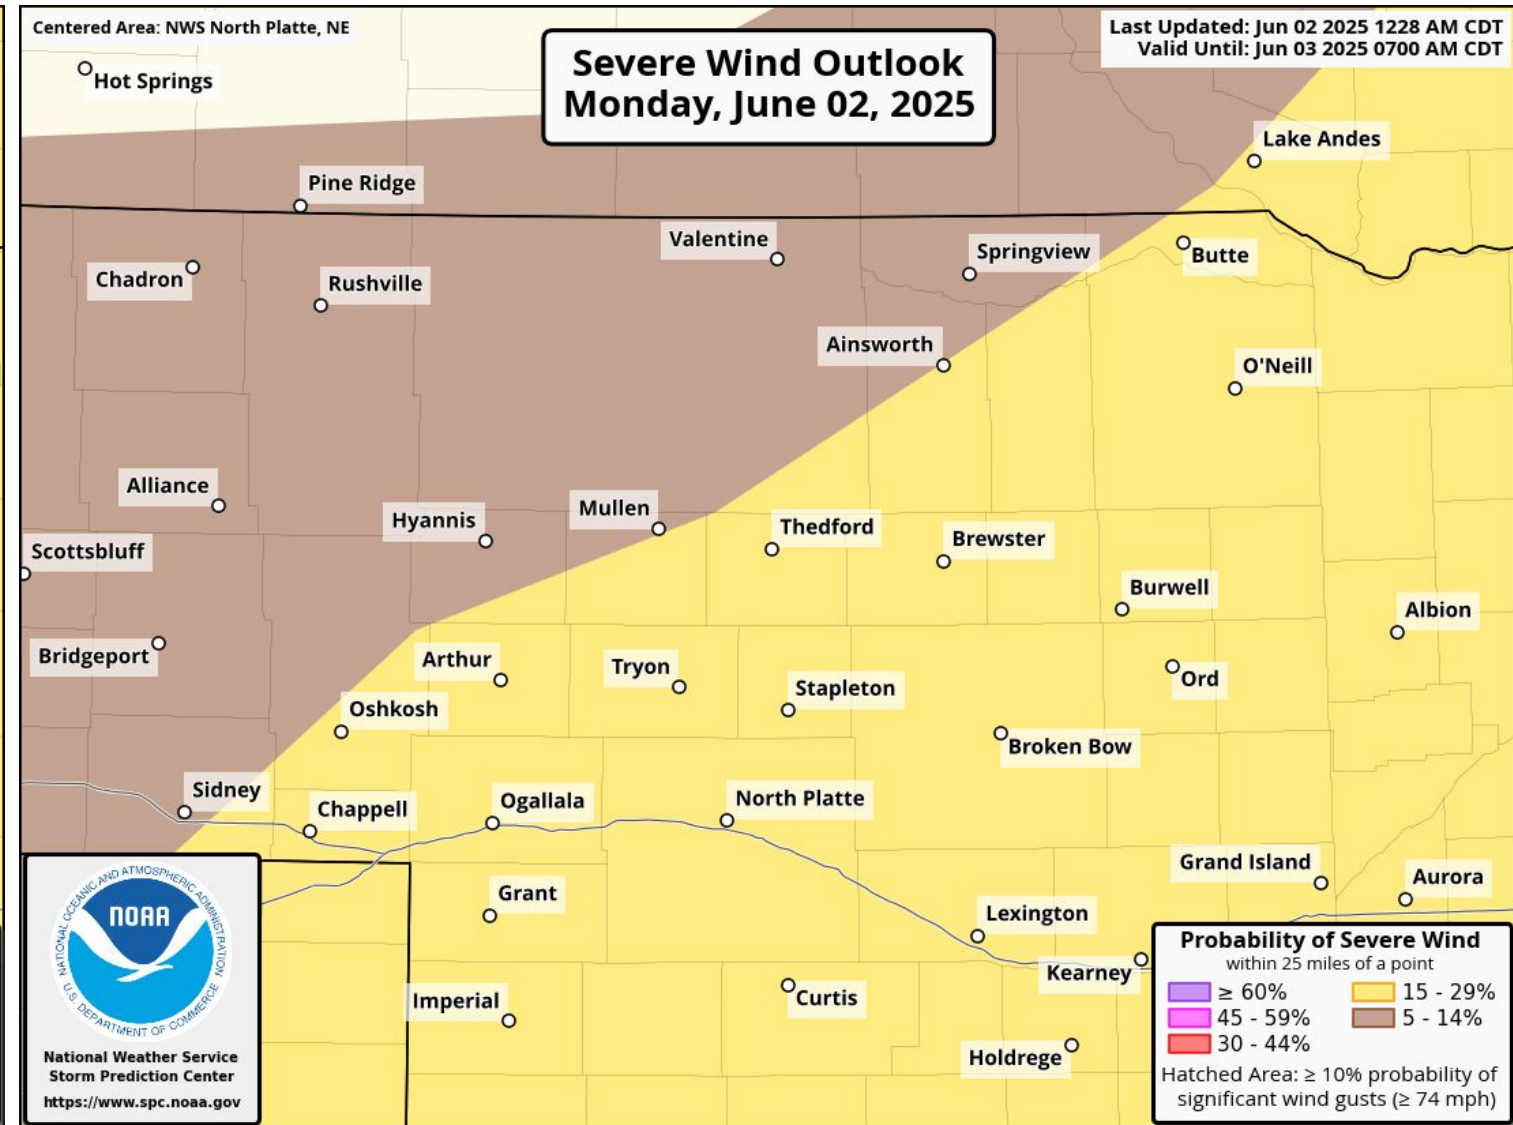 Centered Area: NWS North Platte, NE
Last Updated: Jun 02 2025 1228 AM CDT
Valid Until: Jun 03 2025 0700 AM CDT
Severe Wind Outlook
Monday, June 02, 2025
Hot Springs
Lake Andes
Pine Ridge
Valentine
Springview
Butte
Chadron
Rushville
Ainsworth
O'Neill
Alliance
Hyannis
Mullen
Thedford
Brewster
Scottsbluff
Burwell
Albion
Bridgeport
Arthur
Tryon
Stapleton
Ord
Oshkosh
Broken Bow
Sidney
Chappell
Ogallala
North Platte
Grand Island
Aurora
Grant
Lexington
Kearney
Imperial
Curtis
Holdrege
NATIONAL OCEANIC AND ATMOSPHERIC ADMINISTRATION
NOAA
U.S. DEPARTMENT OF COMMERCE
National Weather Service
Storm Prediction Center
https://www.spc.noaa.gov
Probability of Severe Wind
within 25 miles of a point
≥ 60%
15 - 29%
45 - 59%
5 - 14%
30 - 44%
Hatched Area: ≥ 10% probability of
significant wind gusts (≥ 74 mph)